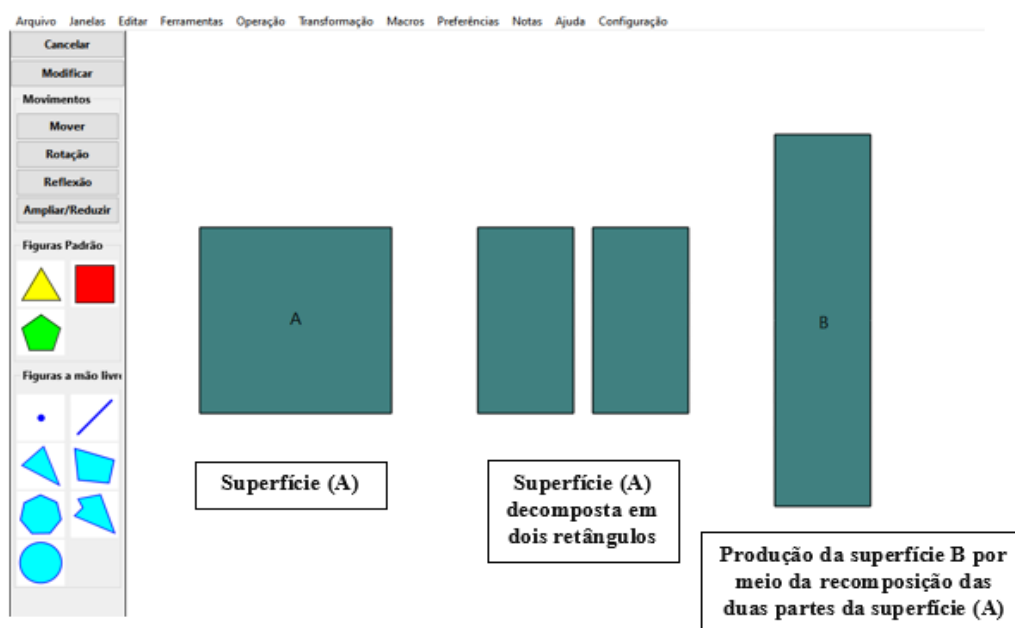 Arquivo Janelas Editar Ferramentas Operação Transformação Macros Preferências Notas Ajuda Configuração
Cancelar
Modificar
Movimentos
Mover
Rotação
Reflexão
Ampliar/Reduzir
Figuras Padrão
Figuras a mão livre
A
B
Superfície (A)
Superfície (A)
decomposta em
dois retângulos
Produção da superfície B por
meio da recomposição das
duas partes da superfície (A)